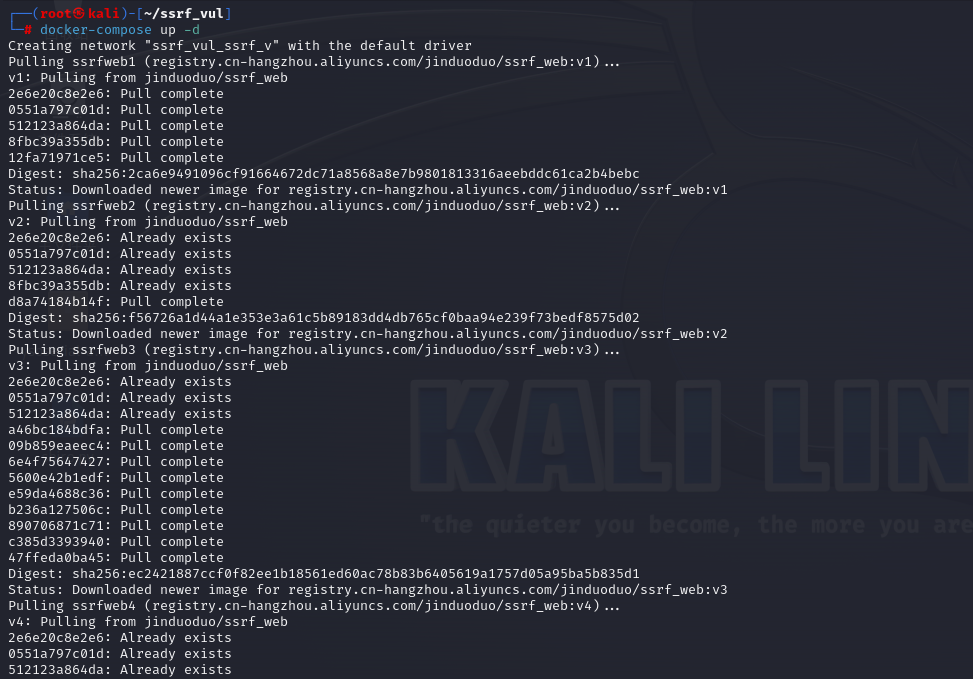 ┌──(root㉿kali)-[~/ssrf_vul]
└─# docker-compose up -d
Creating network "ssrf_vul_ssrf_v" with the default driver
Pulling ssrfweb1 (registry.cn-hangzhou.aliyuncs.com/jinduoduo/ssrf_web:v1)...
v1: Pulling from jinduoduo/ssrf_web
2e6e20c8e2e6: Pull complete
0551a797c01d: Pull complete
512123a864da: Pull complete
8fbc39a355db: Pull complete
12fa71971ce5: Pull complete
Digest: sha256:2ca6e9491096cf91664672dc71a8568a8e7b9801813316aeebddc61ca2b4bebc
Status: Downloaded newer image for registry.cn-hangzhou.aliyuncs.com/jinduoduo/ssrf_web:v1
Pulling ssrfweb2 (registry.cn-hangzhou.aliyuncs.com/jinduoduo/ssrf_web:v2)...
v2: Pulling from jinduoduo/ssrf_web
2e6e20c8e2e6: Already exists
0551a797c01d: Already exists
512123a864da: Already exists
8fbc39a355db: Already exists
d8a74184b14f: Pull complete
Digest: sha256:f56726a1d44a1e353e3a61c5b89183dd4db765cf0baa94e239f73bedf8575d02
Status: Downloaded newer image for registry.cn-hangzhou.aliyuncs.com/jinduoduo/ssrf_web:v2
Pulling ssrfweb3 (registry.cn-hangzhou.aliyuncs.com/jinduoduo/ssrf_web:v3)...
v3: Pulling from jinduoduo/ssrf_web
2e6e20c8e2e6: Already exists
0551a797c01d: Already exists
512123a864da: Already exists
a46bc184bdfa: Pull complete
09b859eaeec4: Pull complete
6e4f75647427: Pull complete
5600e42b1edf: Pull complete
e59da4688c36: Pull complete
b236a127506c: Pull complete
890706871c71: Pull complete
c385d3393940: Pull complete
47ffeda0ba45: Pull complete
Digest: sha256:ec2421887ccf0f82ee1b18561ed60ac78b83b6405619a1757d05a95ba5b835d1
Status: Downloaded newer image for registry.cn-hangzhou.aliyuncs.com/jinduoduo/ssrf_web:v3
Pulling ssrfweb4 (registry.cn-hangzhou.aliyuncs.com/jinduoduo/ssrf_web:v4)...
v4: Pulling from jinduoduo/ssrf_web
2e6e20c8e2e6: Already exists
0551a797c01d: Already exists
512123a864da: Already exists
KALI LIN
"the quieter you become, the more you are